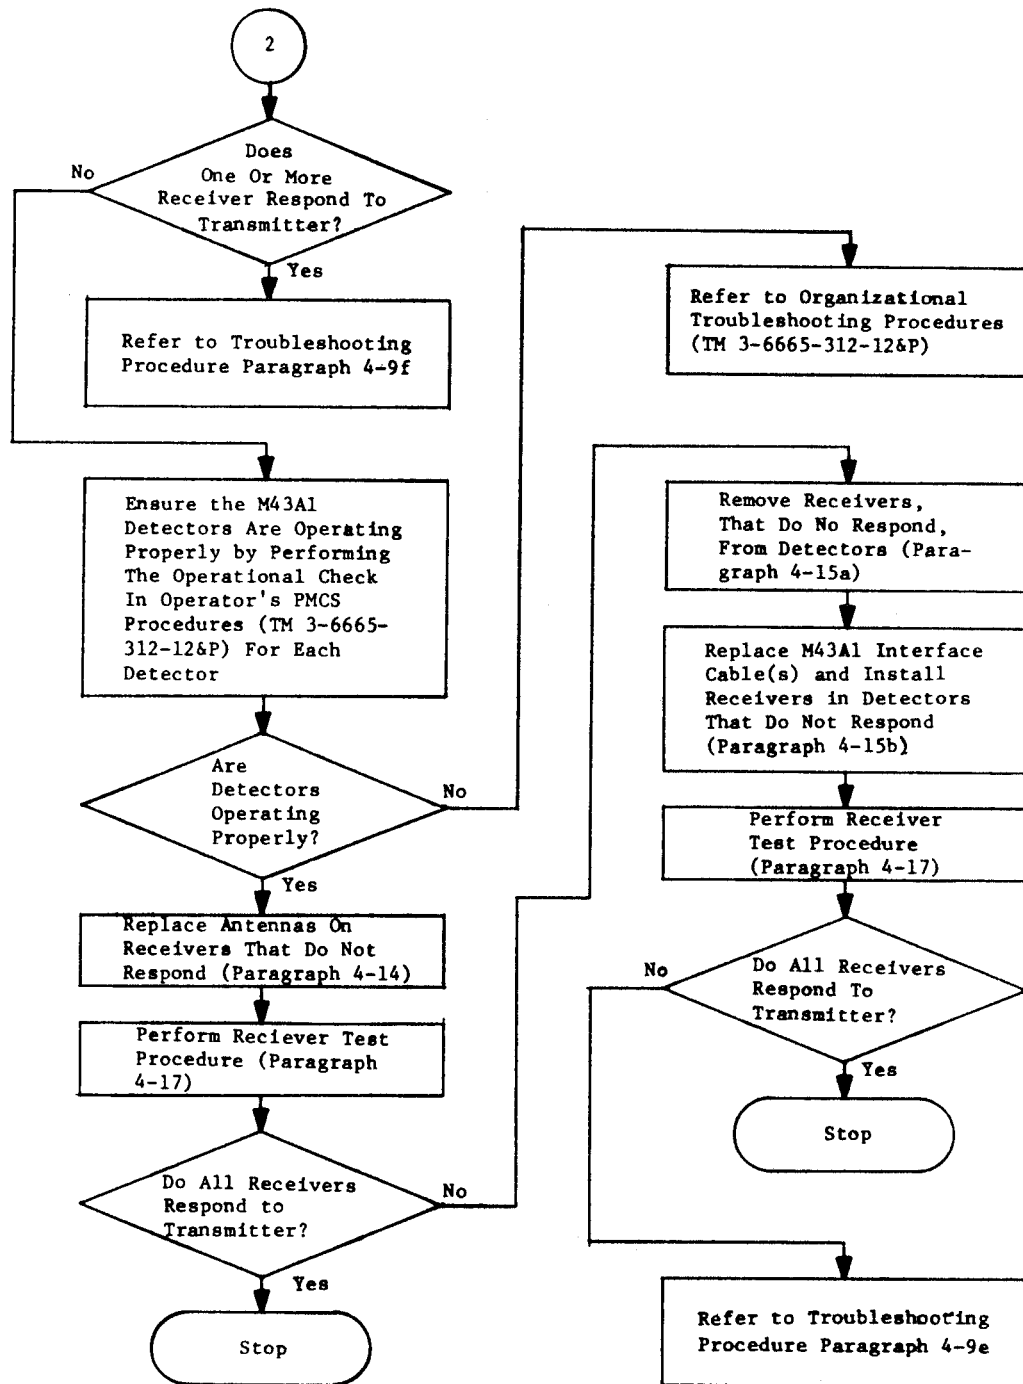 2
Does
One Or More
Receiver Respond To
Transmitter?
No
Yes
Refer to Troubleshooting
Procedure Paragraph 4-9f
Ensure the M43A1
Detectors Are Operating
Properly by Performing
The Operational Check
In Operator's PMCS
Procedures (TM 3-6665-
312-12&P) For Each
Detector
Are
Detectors
Operating
Properly?
No
Yes
Replace Antennas On
Receivers That Do Not
Respond (Paragraph 4-14)
Perform Reciever Test
Procedure (Paragraph
4-17)
Do All Receivers
Respond to
Transmitter?
No
Yes
Stop
Refer to Organizational
Troubleshooting Procedures
(TM 3-6665-312-12&P)
Remove Receivers,
That Do No Respond,
From Detectors (Para-
graph 4-15a)
Replace M43A1 Interface
Cable(s) and Install
Receivers in Detectors
That Do Not Respond
(Paragraph 4-15b)
Perform Receiver
Test Procedure
(Paragraph 4-17)
Do All Receivers
Respond To
Transmitter?
No
Yes
Stop
Refer to Troubleshooting
Procedure Paragraph 4-9e